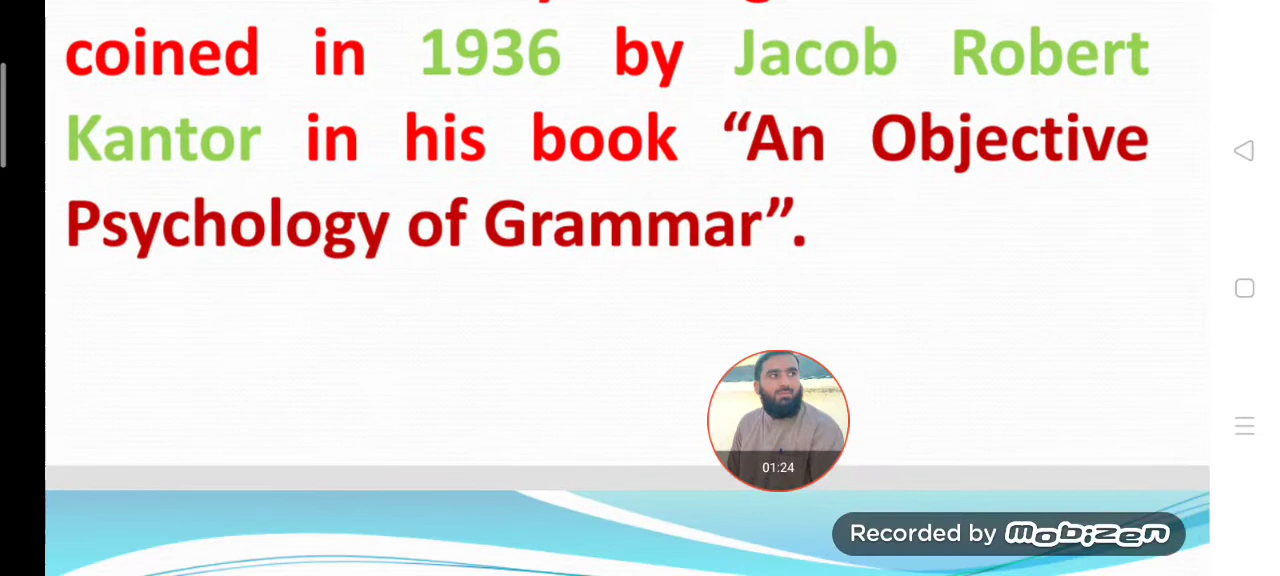 coined in 1936 by Jacob Robert
Kantor in his book “An Objective
Psychology of Grammar”.
01:24
Recorded by mobizen